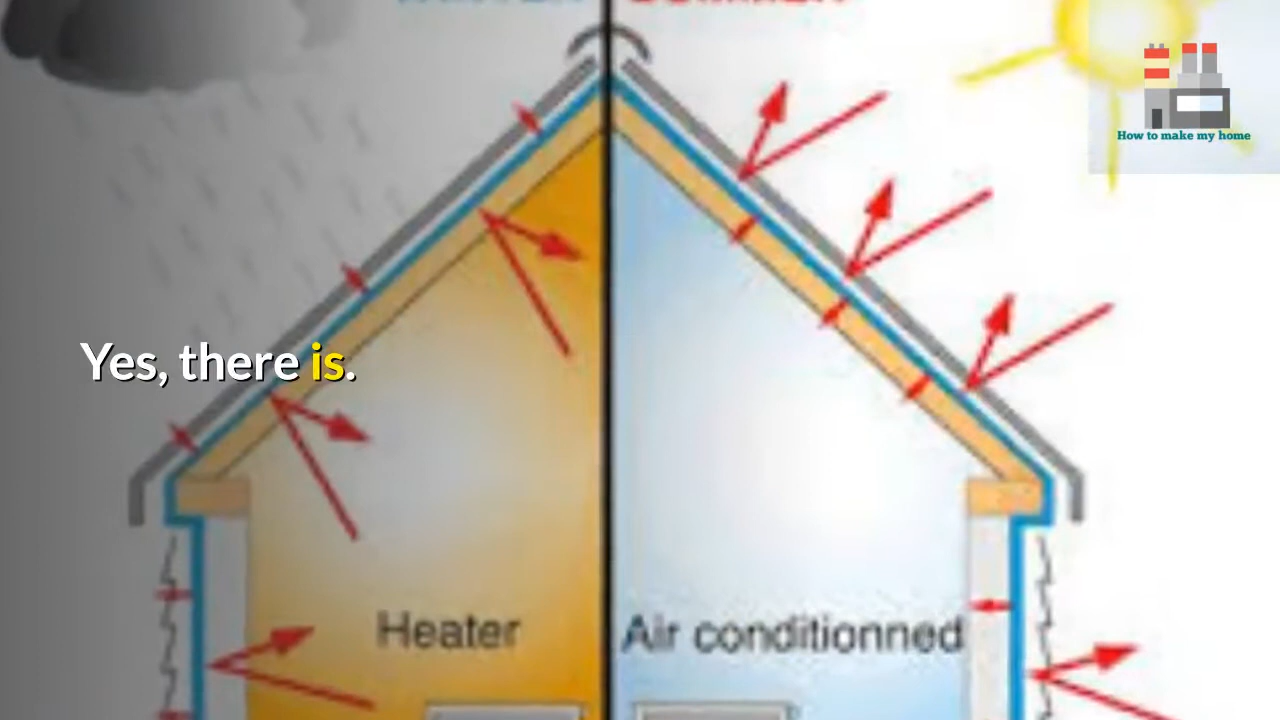 How to make my home
Yes, there is.
Heater
Air conditionned